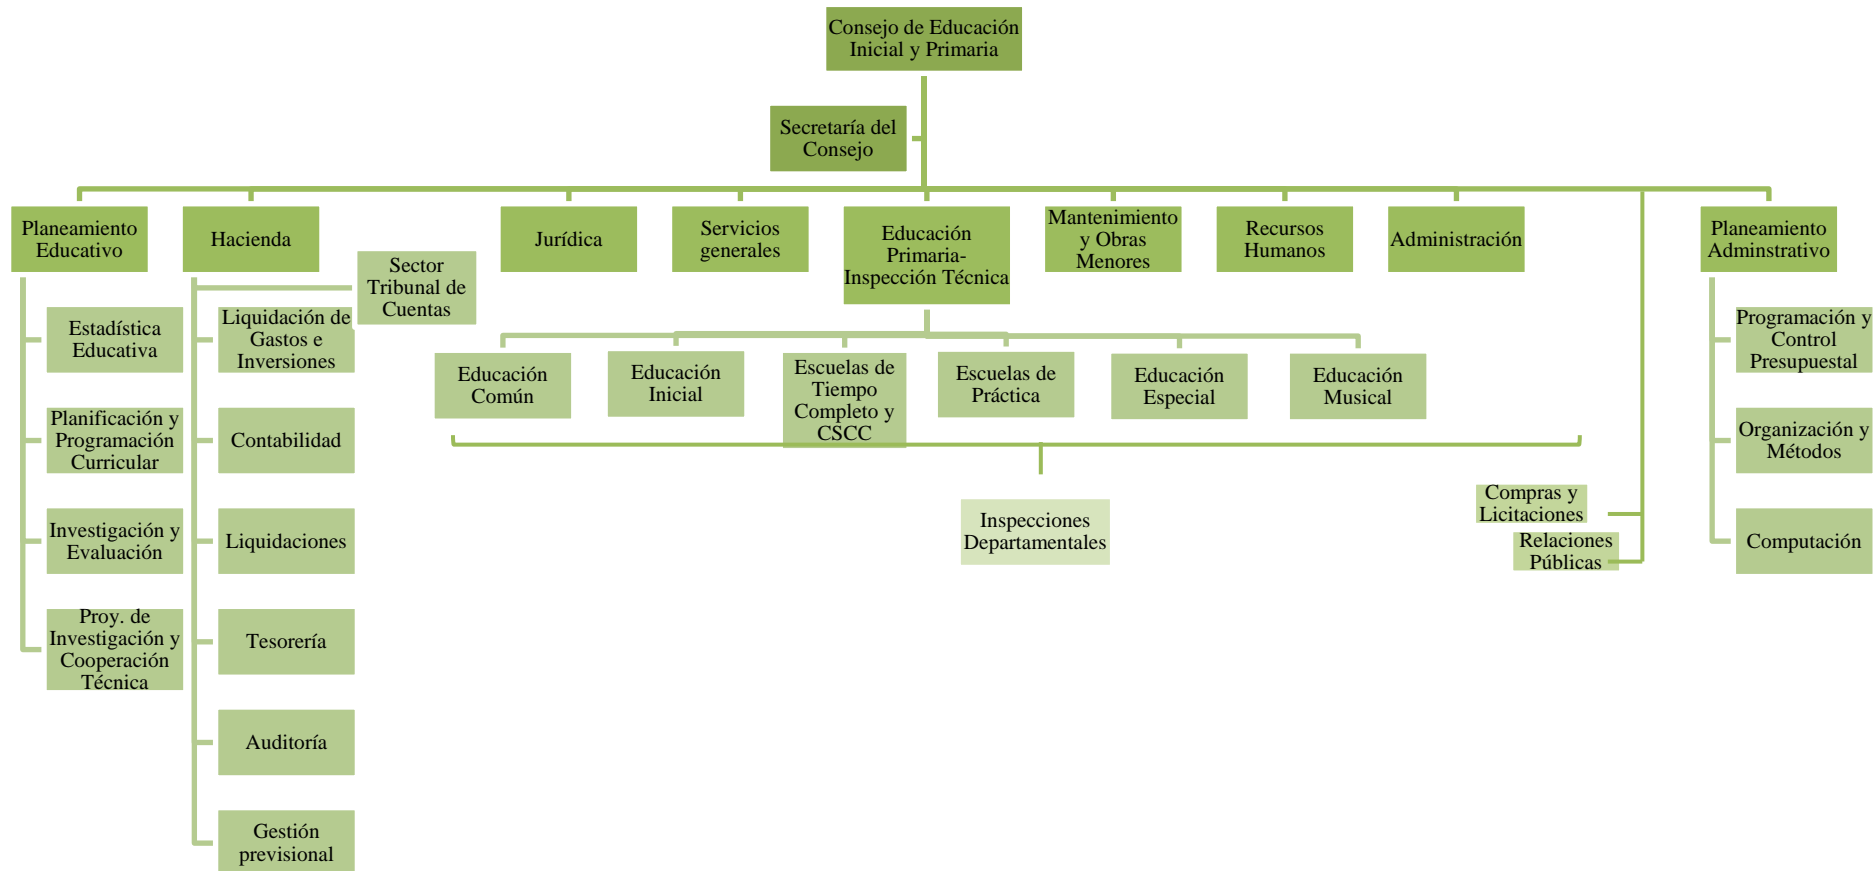 Consejo de Educación
Inicial y Primaria
Secretaría del
Consejo
Planeamiento
Educativo
Hacienda
Jurídica
Servicios
generales
Educación
Primaria-
Inspección Técnica
Mantenimiento
y Obras
Menores
Recursos
Humanos
Administración
Planeamiento
Adminstrativo
Sector
Tribunal de
Cuentas
Estadística
Educativa
Planificación y
Programación
Curricular
Investigación y
Evaluación
Proy. de
Investigación y
Cooperación
Técnica
Liquidación de
Gastos e
Inversiones
Contabilidad
Liquidaciones
Tesorería
Auditoría
Gestión
previsional
Educación
Común
Educación
Inicial
Escuelas de
Tiempo
Completo y
CSCC
Escuelas de
Práctica
Educación
Especial
Educación
Musical
Inspecciones
Departamentales
Compras y
Licitaciones
Relaciones
Públicas
Programación y
Control
Presupuestal
Organización y
Métodos
Computación